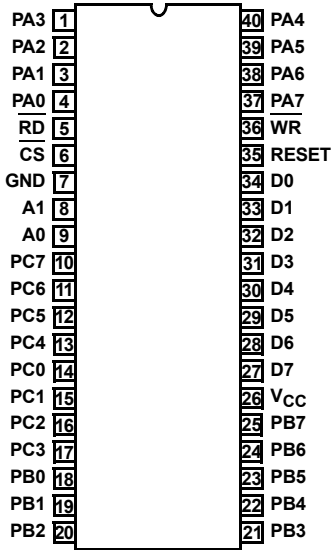 PA3 1 40 PA4
PA2 2 39 PA5
PA1 3 38 PA6
PA0 4 37 PA7
RD 5 36 WR
CS 6 35 RESET
GND 7 34 D0
A1 8 33 D1
A0 9 32 D2
PC7 10 31 D3
PC6 11 30 D4
PC5 12 29 D5
PC4 13 28 D6
PC0 14 27 D7
PC1 15 26 VCC
PC2 16 25 PB7
PC3 17 24 PB6
PB0 18 23 PB5
PB1 19 22 PB4
PB2 20 21 PB3